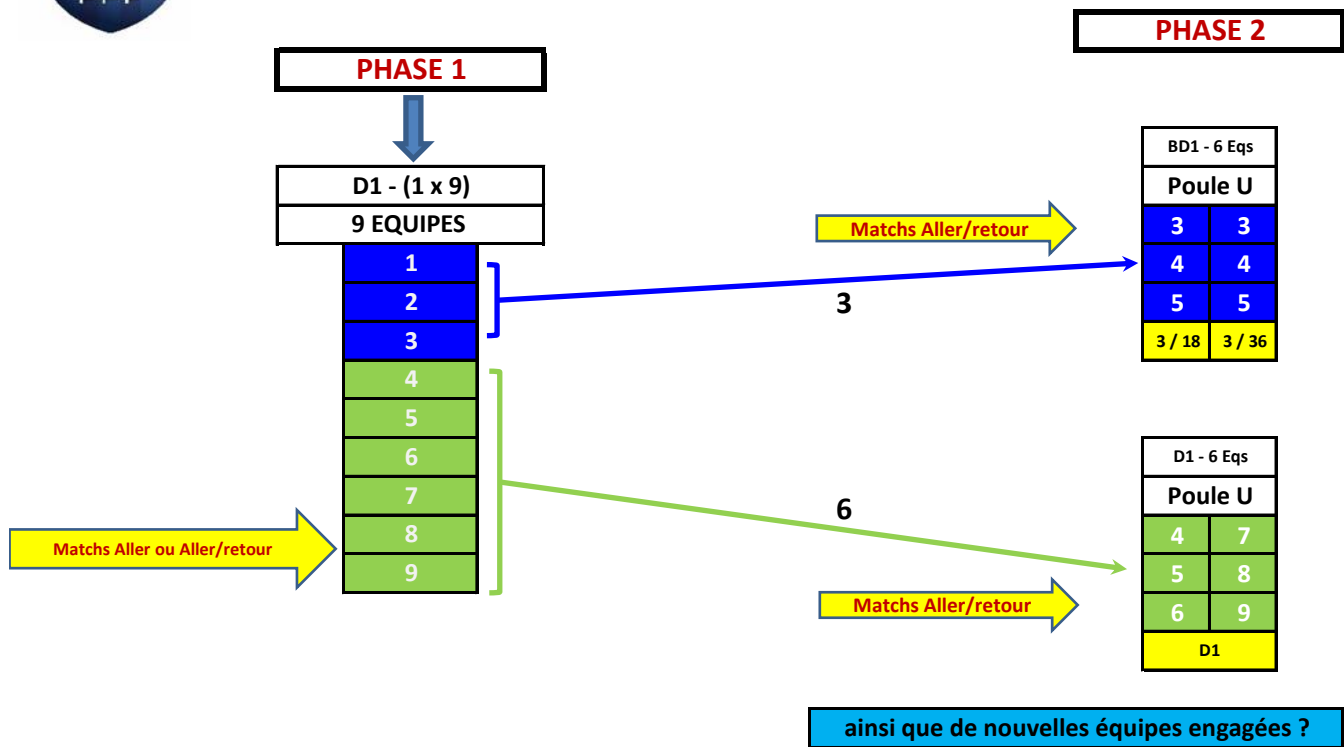 PHASE 2
PHASE 1
D1 - (1 x 9)
9 EQUIPES
1
2
3
4
5
6
7
8
9
Matchs Aller ou Aller/retour
Matchs Aller/retour
3
BD1 - 6 Eqs
Poule U
3 3
4 4
5 5
3 / 18 3 / 36
6
Matchs Aller/retour
D1 - 6 Eqs
Poule U
4 7
5 8
6 9
D1
ainsi que de nouvelles équipes engagées ?